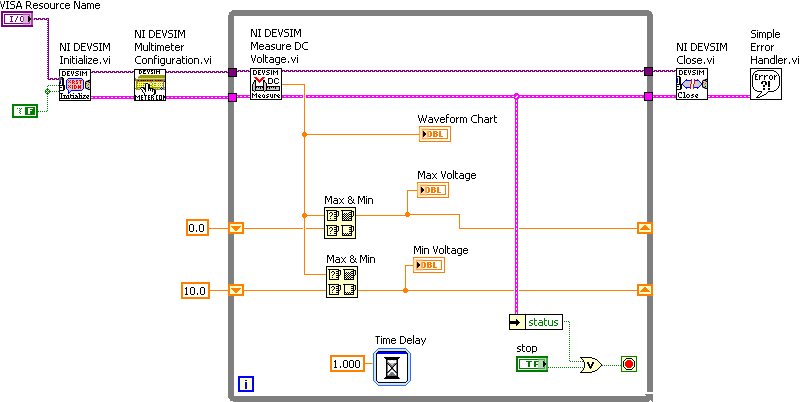 VISA Resource Name
I/O
NI DEVSIM
Initialize.vi
DEVSIM
Initialize
NI DEVSIM
Multimeter
Configuration.vi
DEVSIM
METER CON
NI DEVSIM
Measure DC
Voltage.vi
DEVSIM
DC
Measure
NI DEVSIM
Close.vi
DEVSIM
Close
Simple
Error
Handler.vi
Error
?!
F
Waveform Chart
DBL
Max Voltage
DBL
Max & Min
0.0
Min Voltage
DBL
Max & Min
10.0
status
Time Delay
1.000
stop
TF
V
i